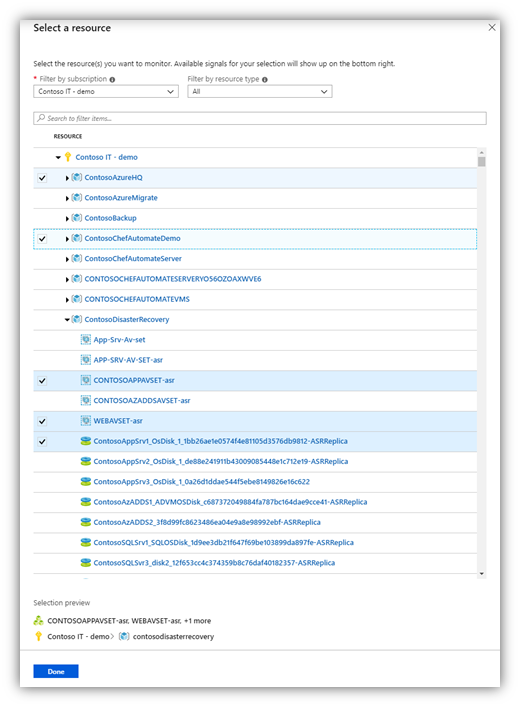 Select a resource
Select the resource(s) you want to monitor. Available signals for your selection will show up on the bottom right.
* Filter by subscription
Filter by resource type
Contoso IT - demo
All
Search to filter items...
RESOURCE
Contoso IT - demo
ContosoAzureHQ
ContosoAzureMigrate
ContosoBackup
ContosoChefAutomateDemo
ContosoChefAutomateServer
CONTOSOCHEFAUTOMATESERVERYO56OZOAXWVE6
CONTOSOCHEFAUTOMATEVMS
ContosoDisasterRecovery
App-Srv-Av-set
APP-SRV-AV-SET-asr
CONTOSOAPPAVSET-asr
CONTOSOAZADDSAVSET-asr
WEBAVSET-asr
ContosoAppSrv1_OsDisk_1_1bb26ae1e0574f4e81105d3576db9812-ASRReplica
ContosoAppSrv2_OsDisk_1_de88e241911b43009085448e1c712e19-ASRReplica
ContosoAppSrv3_OsDisk_1_0a26d1ddae544f5ebe8149826e16c622
ContosoAzADDS1_ADVMOSDisk_c687372049884fa787bc164dae9cce41-ASRReplica
ContosoAzADDS2_3f8d99fc8623486ea04e9a8e98992ebf-ASRReplica
ContosoSQLSrv1_SQLOSDisk_1d9ee3db21f647f69be103899da897fe-ASRReplica
ContosoSQLSvr3_disk2_12f653cc4c374359b8c76daf40182357-ASRReplica
Selection preview
CONTOSOAPPAVSET-asr, WEBAVSET-asr, +1 more
Contoso IT - demo > contosodisasterrecovery
Done